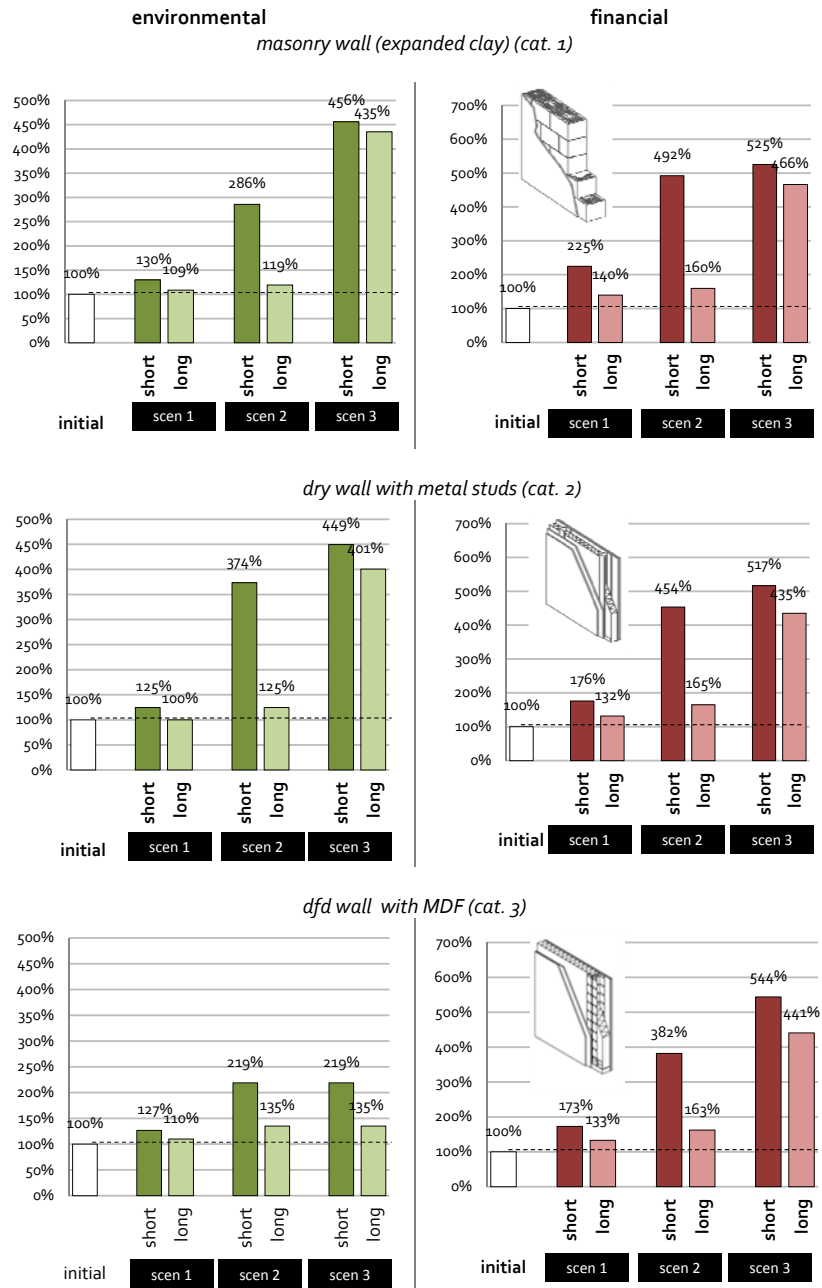 environmental financial
masonry wall (expanded clay) (cat. 1)
500%
450%
400%
350%
300%
250%
200%
150%
100%
50%
0%
100%
130%
109%
286%
119%
456%
435%
short
long
short
long
short
long
initial
scen 1
scen 2
scen 3
700%
600%
500%
400%
300%
200%
100%
0%
100%
225%
140%
492%
160%
525%
466%
short
long
short
long
short
long
initial
scen 1
scen 2
scen 3
dry wall with metal studs (cat. 2)
500%
450%
400%
350%
300%
250%
200%
150%
100%
50%
0%
100%
125%
100%
374%
125%
449%
401%
short
long
short
long
short
long
initial
scen 1
scen 2
scen 3
700%
600%
500%
400%
300%
200%
100%
0%
100%
176%
132%
454%
165%
517%
435%
short
long
short
long
short
long
initial
scen 1
scen 2
scen 3
dfd wall with MDF (cat. 3)
500%
450%
400%
350%
300%
250%
200%
150%
100%
50%
0%
100%
127%
110%
219%
135%
219%
135%
short
long
short
long
short
long
initial
scen 1
scen 2
scen 3
700%
600%
500%
400%
300%
200%
100%
0%
100%
173%
133%
382%
163%
544%
441%
short
long
short
long
short
long
initial
scen 1
scen 2
scen 3